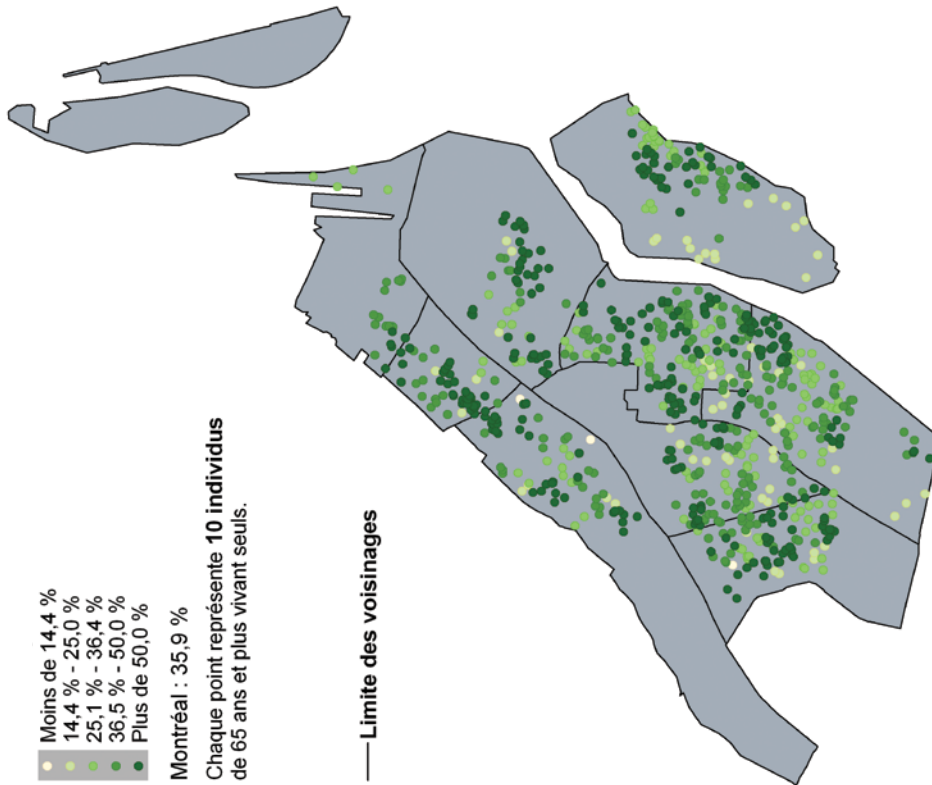 Moins de 14,4 %
14,4 % - 25,0 %
25,1 % - 36,4 %
36,5 % - 50,0 %
Plus de 50,0 %
Montréal : 35,9 %
Chaque point représente 10 individus
de 65 ans et plus vivant seuls.
Limite des voisinages